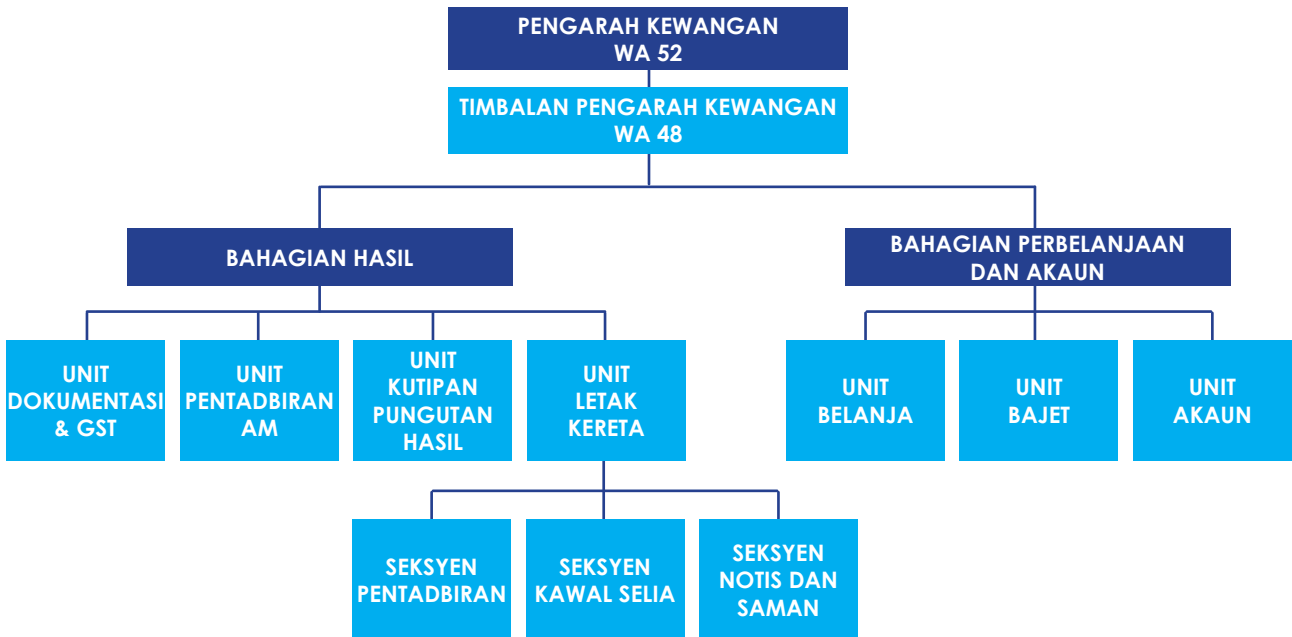 PENGARAH KEWANGAN
WA 52
TIMBALAN PENGARAH KEWANGAN
WA 48
BAHAGIAN HASIL
BAHAGIAN PERBELANJAAN
DAN AKAUN
UNIT
DOKUMENTASI
& GST
UNIT
PENTADBIRAN
AM
UNIT
KUTIPAN
PUNGUTAN
HASIL
UNIT
LETAK
KERETA
UNIT
BELANJA
UNIT
BAJET
UNIT
AKAUN
SEKSYEN
PENTADBIRAN
SEKSYEN
KAWAL SELIA
SEKSYEN
NOTIS DAN
SAMAN